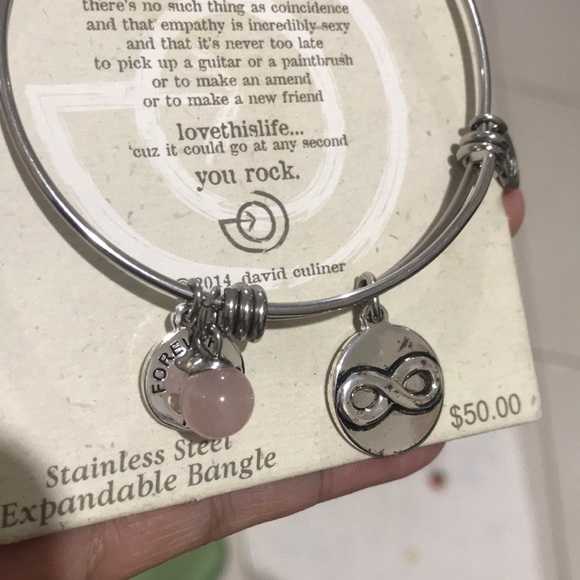 there's no such thing as coincidence
and that empathy is incredibly sexy
and that it's never too late
to pick up a guitar or a paintbrush
or to make an amend
or to make a new friend
lovethislife...
'cuz it could go at any second
you rock.
©2014 david culiner
$50.00
Stainless Steel
Expandable Bangle